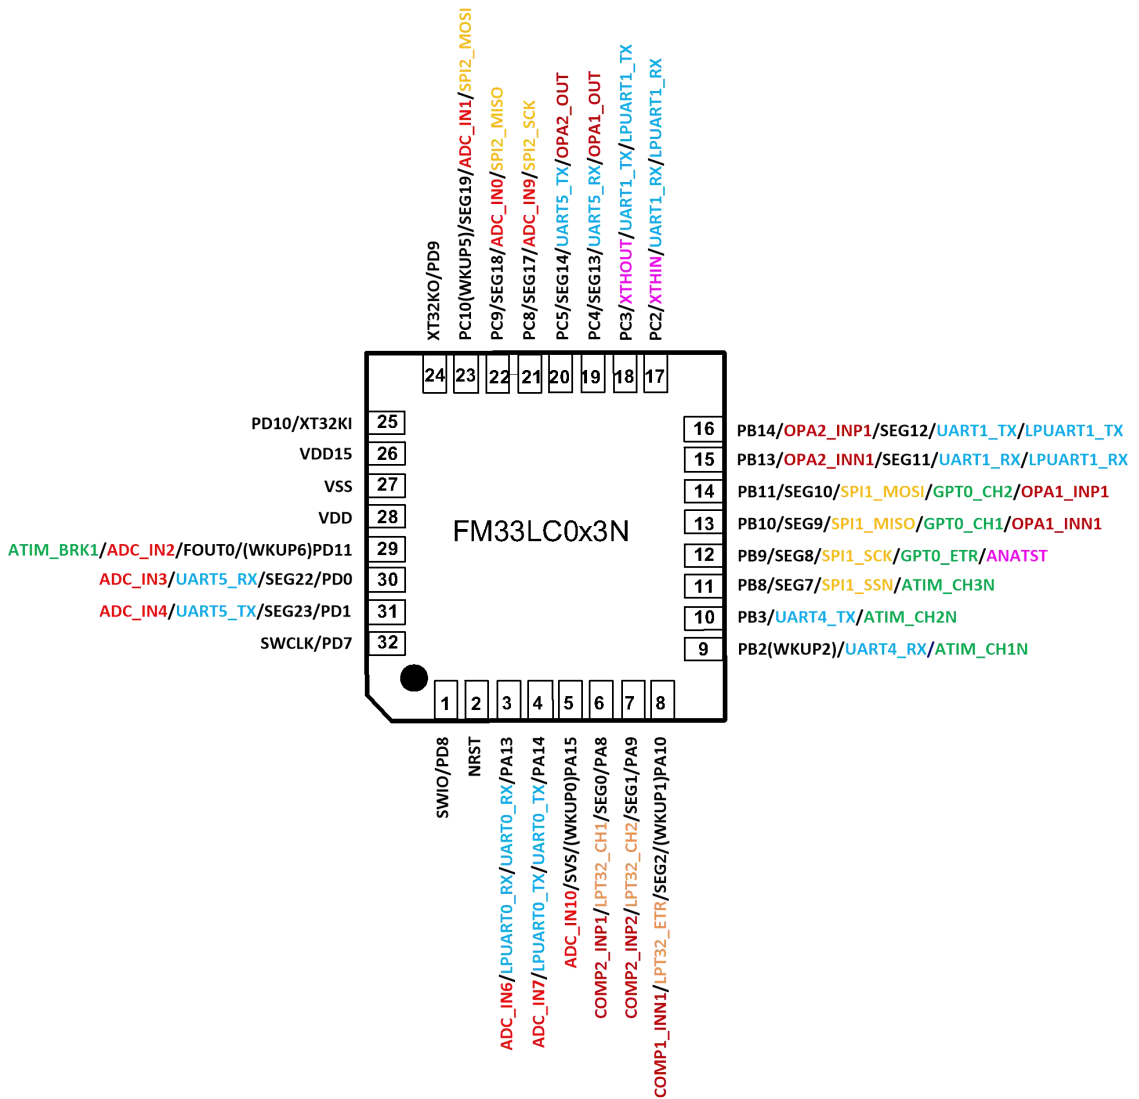 XT32KO/PD9
PC10(WKUP5)/SEG19/ADC_IN1/SPI2_MOSI
PC9/SEG18/ADC_IN0/SPI2_MISO
PC8/SEG17/ADC_IN9/SPI2_SCK
PC5/SEG14/UART5_TX/OPA2_OUT
PC4/SEG13/UART5_RX/OPA1_OUT
PC3/XTHOUT/UART1_TX/LPUART1_TX
PC2/XTHIN/UART1_RX/LPUART1_RX
24 23 22 21 20 19 18 17
PD10/XT32KI 25
VDD15 26
VSS 27
VDD 28
ATIM_BRK1/ADC_IN2/FOUT0/(WKUP6)PD11 29
ADC_IN3/UART5_RX/SEG22/PD0 30
ADC_IN4/UART5_TX/SEG23/PD1 31
SWCLK/PD7 32
FM33LC0x3N
16 PB14/OPA2_INP1/SEG12/UART1_TX/LPUART1_TX
15 PB13/OPA2_INN1/SEG11/UART1_RX/LPUART1_RX
14 PB11/SEG10/SPI1_MOSI/GPT0_CH2/OPA1_INP1
13 PB10/SEG9/SPI1_MISO/GPT0_CH1/OPA1_INN1
12 PB9/SEG8/SPI1_SCK/GPT0_ETR/ANATST
11 PB8/SEG7/SPI1_SSN/ATIM_CH3N
10 PB3/UART4_TX/ATIM_CH2N
9 PB2(WKUP2)/UART4_RX/ATIM_CH1N
1 2 3 4 5 6 7 8
SWIO/PD8
NRST
ADC_IN6/LPUART0_RX/UART0_RX/PA13
ADC_IN7/LPUART0_TX/UART0_TX/PA14
ADC_IN10/SVS/(WKUP0)PA15
COMP2_INP1/LPT32_CH1/SEG0/PA8
COMP2_INP2/LPT32_CH2/SEG1/PA9
COMP1_INN1/LPT32_ETR/SEG2/(WKUP1)PA10